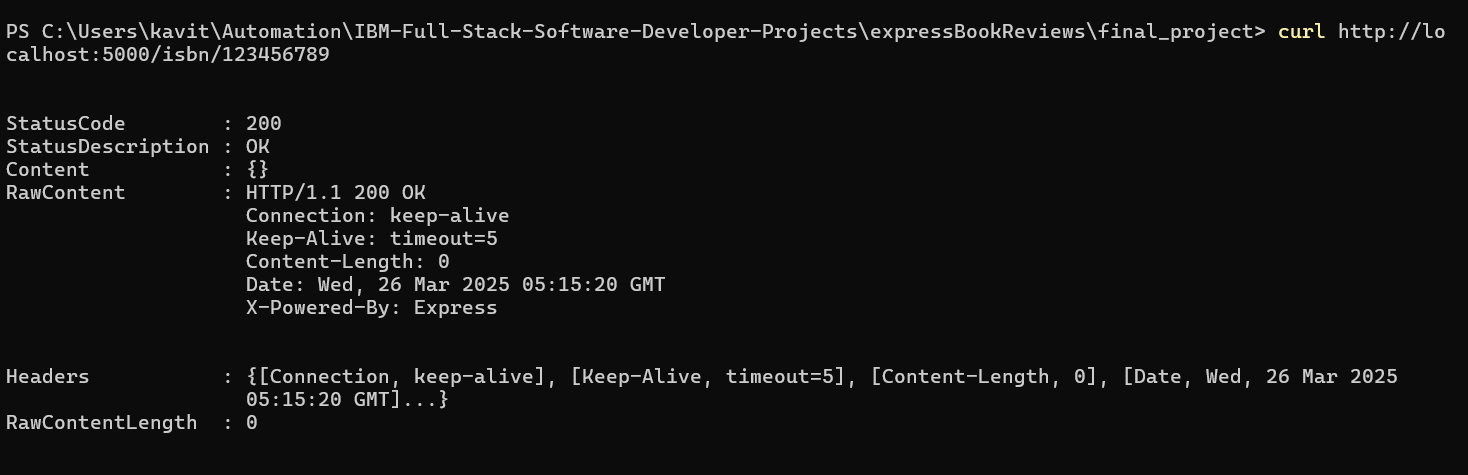 PS C:\Users\kavit\Automation\IBM-Full-Stack-Software-Developer-Projects\expressBookReviews\final_project> curl http://lo
calhost:5000/isbn/123456789
StatusCode        : 200
StatusDescription : OK
Content           : {}
RawContent        : HTTP/1.1 200 OK
                    Connection: keep-alive
                    Keep-Alive: timeout=5
                    Content-Length: 0
                    Date: Wed, 26 Mar 2025 05:15:20 GMT
                    X-Powered-By: Express
Headers           : {[Connection, keep-alive], [Keep-Alive, timeout=5], [Content-Length, 0], [Date, Wed, 26 Mar 2025
                    05:15:20 GMT]...}
RawContentLength  : 0